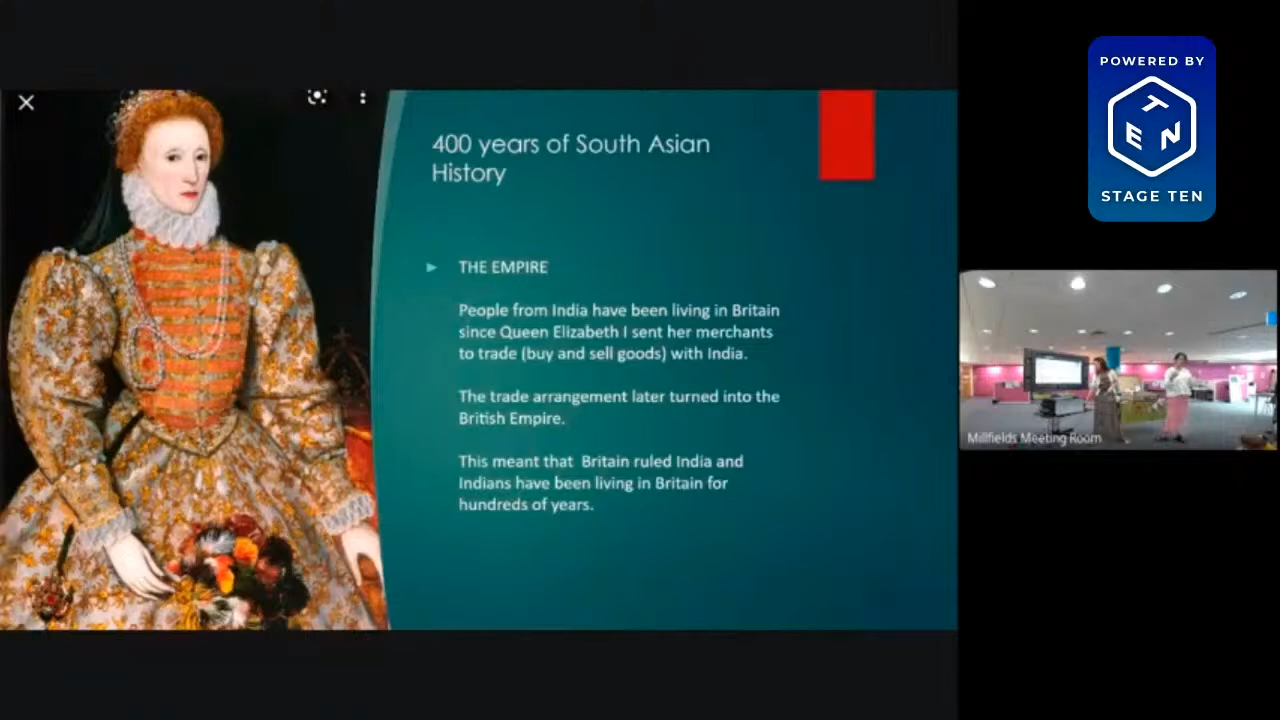 400 years of South Asian
History
THE EMPIRE
People from India have been living in Britain
since Queen Elizabeth I sent her merchants
to trade (buy and sell goods) with India.
The trade arrangement later turned into the
British Empire.
This meant that Britain ruled India and
Indians have been living in Britain for
hundreds of years.
POWERED BY
TEN
STAGE TEN
Millfields Meeting Room